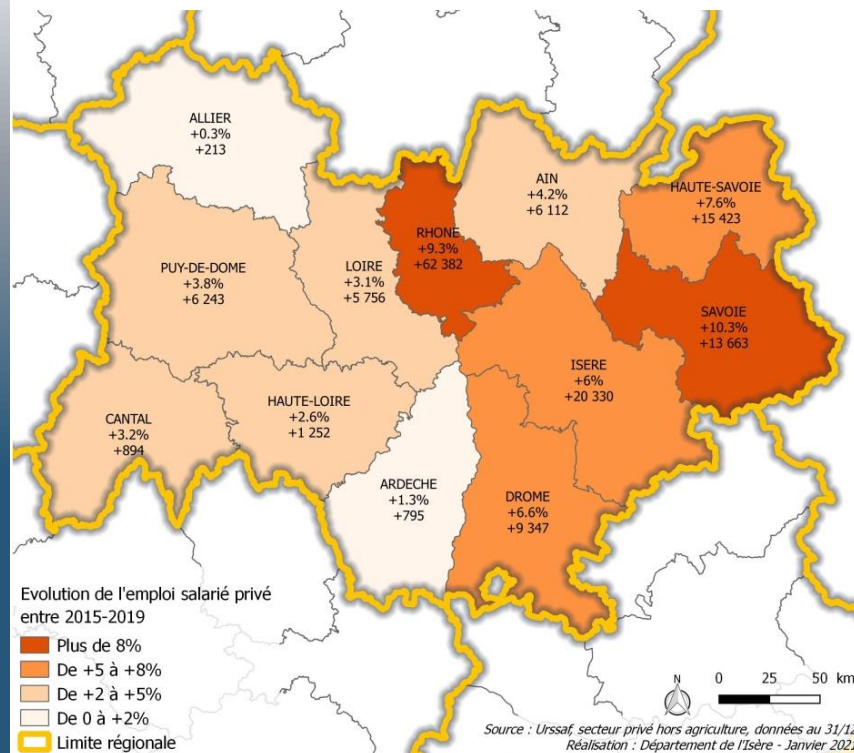 ALLIER
+0.3%
+213
AIN
+4.2%
+6 112
HAUTE-SAVOIE
+7.6%
+15 423
RHONE
+9.3%
+62 382
PUY-DE-DOME
+3.8%
+6 243
LOIRE
+3.1%
+5 756
SAVOIE
+10.3%
+13 663
ISERE
+6%
+20 330
HAUTE-LOIRE
+2.6%
+1 252
CANTAL
+3.2%
+894
ARDECHE
+1.3%
+795
DROME
+6.6%
+9 347
Evolution de l'emploi salarié privé
entre 2015-2019
Plus de 8%
De +5 à +8%
De +2 à +5%
De 0 à +2%
Limite régionale
N
0 25 50 km
Source : Urssaf, secteur privé hors agriculture, données au 31/12
Réalisation : Département de l'Isère - Janvier 202